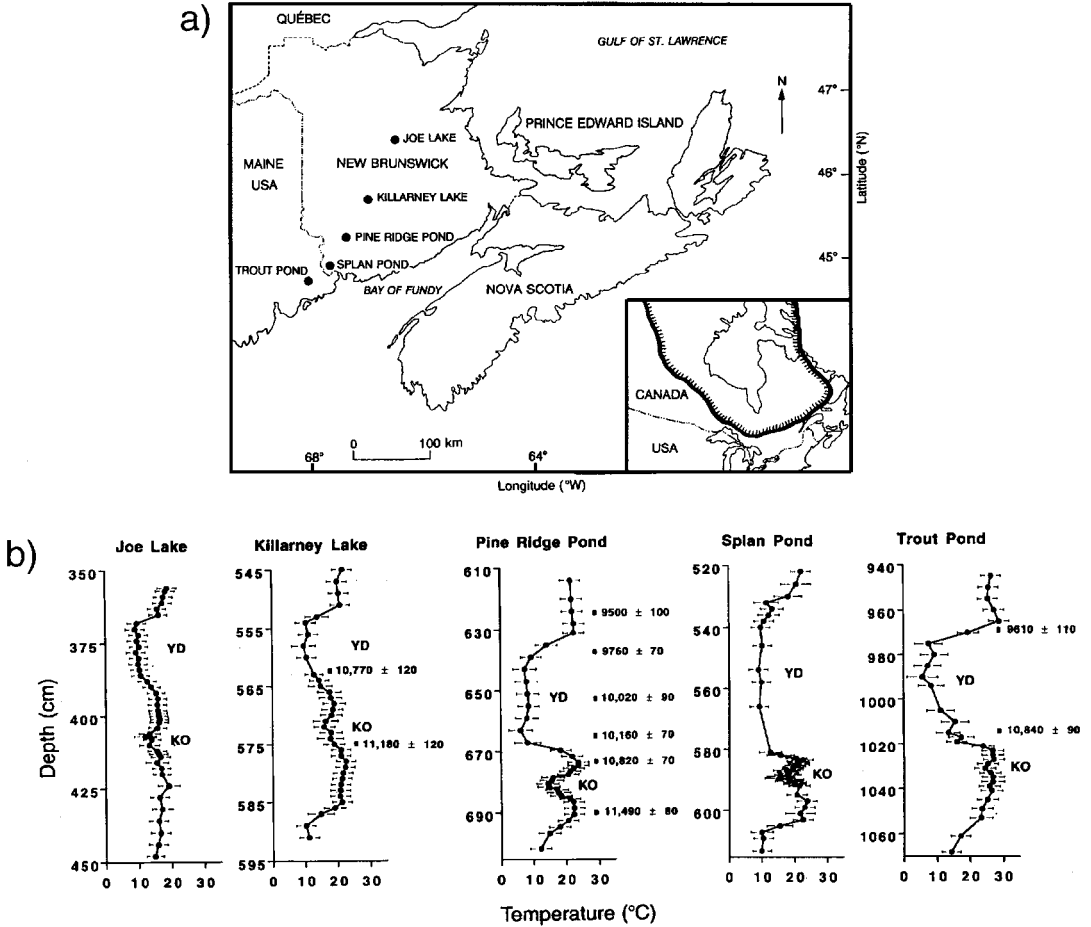 a)
QUÉBEC
GULF OF ST. LAWRENCE
N
47°
PRINCE EDWARD ISLAND
JOE LAKE
MAINE
USA
NEW BRUNSWICK
46°
Latitude (°N)
KILLARNEY LAKE
PINE RIDGE POND
45°
TROUT POND
SPLAN POND
BAY OF FUNDY
NOVA SCOTIA
CANADA
USA
0 100 km
68° 64°
Longitude (°W)
b)
Joe Lake
350
375
400
425
450
YD
KO
0 10 20 30
Depth (cm)
Killarney Lake
545
555
565
575
585
595
YD
10,770 ± 120
KO
11,180 ± 120
0 10 20 30
Pine Ridge Pond
610
630
650
670
690
9500 ± 100
9760 ± 70
YD
10,020 ± 90
10,160 ± 70
10,820 ± 70
KO
11,490 ± 80
0 10 20 30
Splan Pond
520
540
560
580
600
YD
KO
0 10 20 30
Trout Pond
940
960
980
1000
1020
1040
1060
9610 ± 110
YD
10,840 ± 90
KO
0 10 20 30
Temperature (°C)